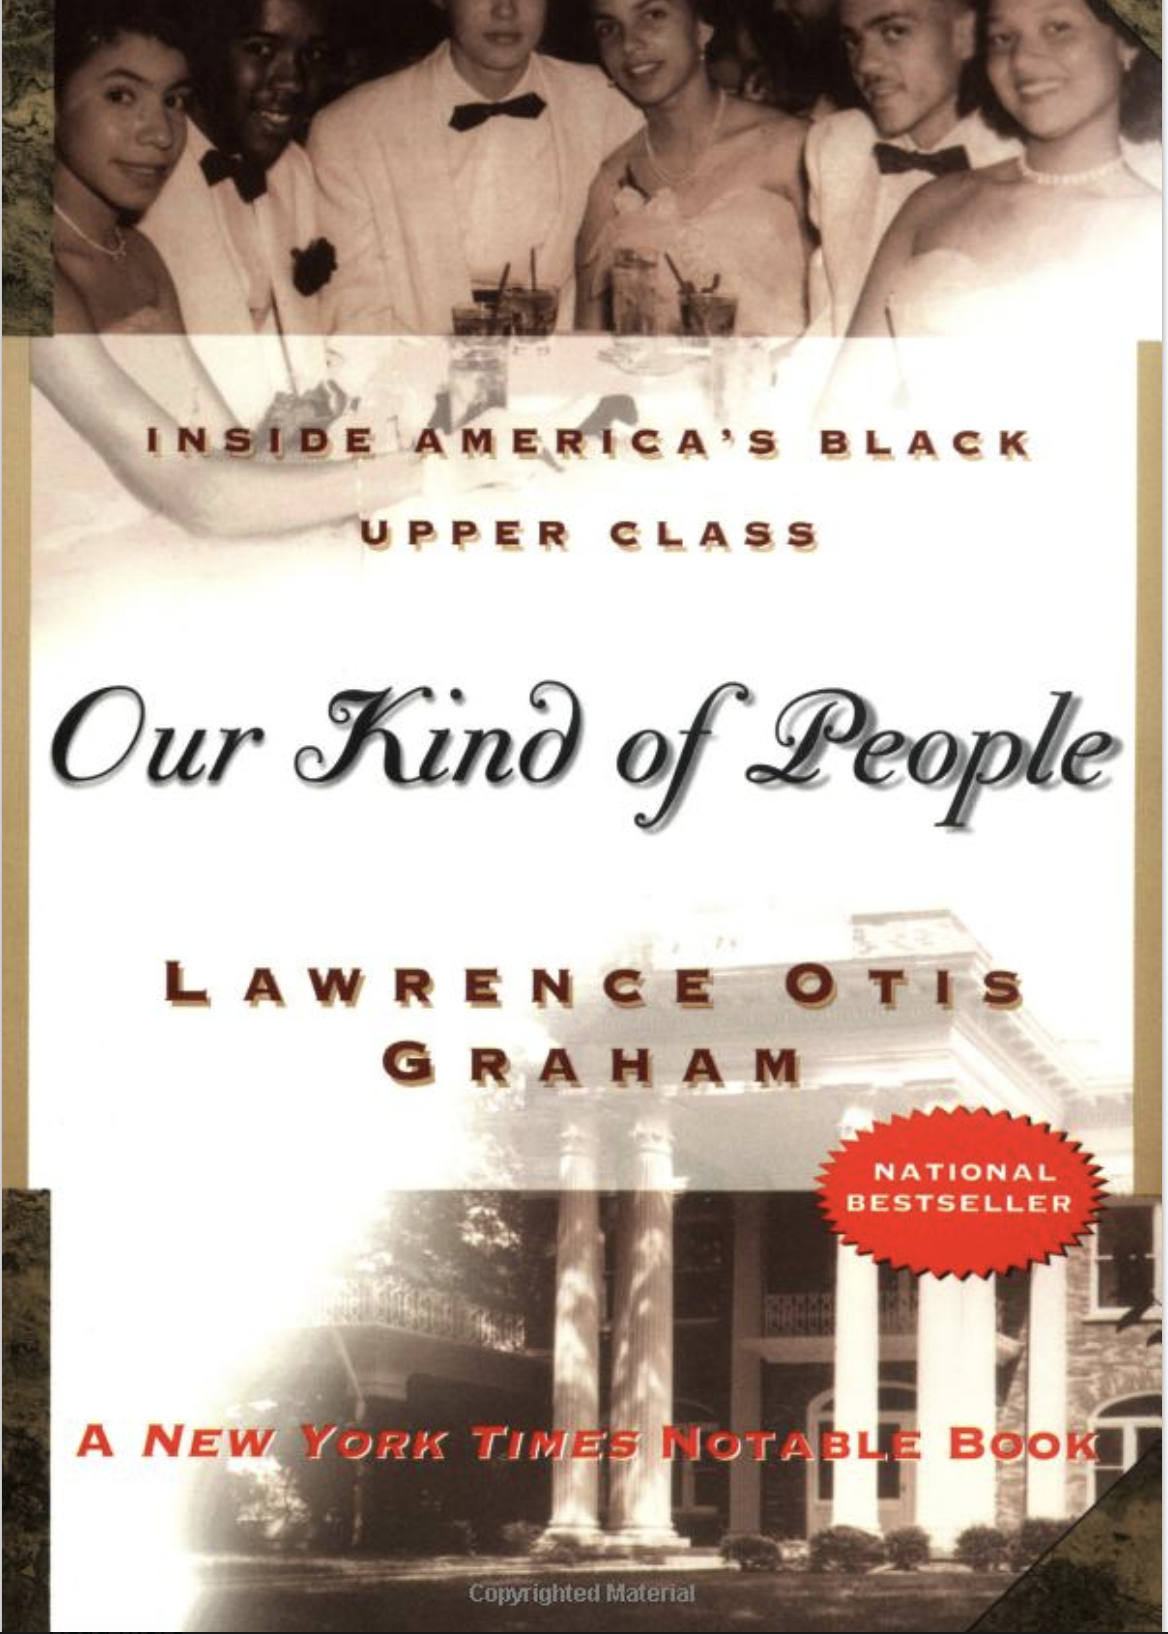 INSIDE AMERICA'S BLACK
UPPER CLASS
Our Kind of People
LAWRENCE OTIS
GRAHAM
NATIONAL
BESTSELLER
A NEW YORK TIMES NOTABLE BOOK
Copyrighted Material